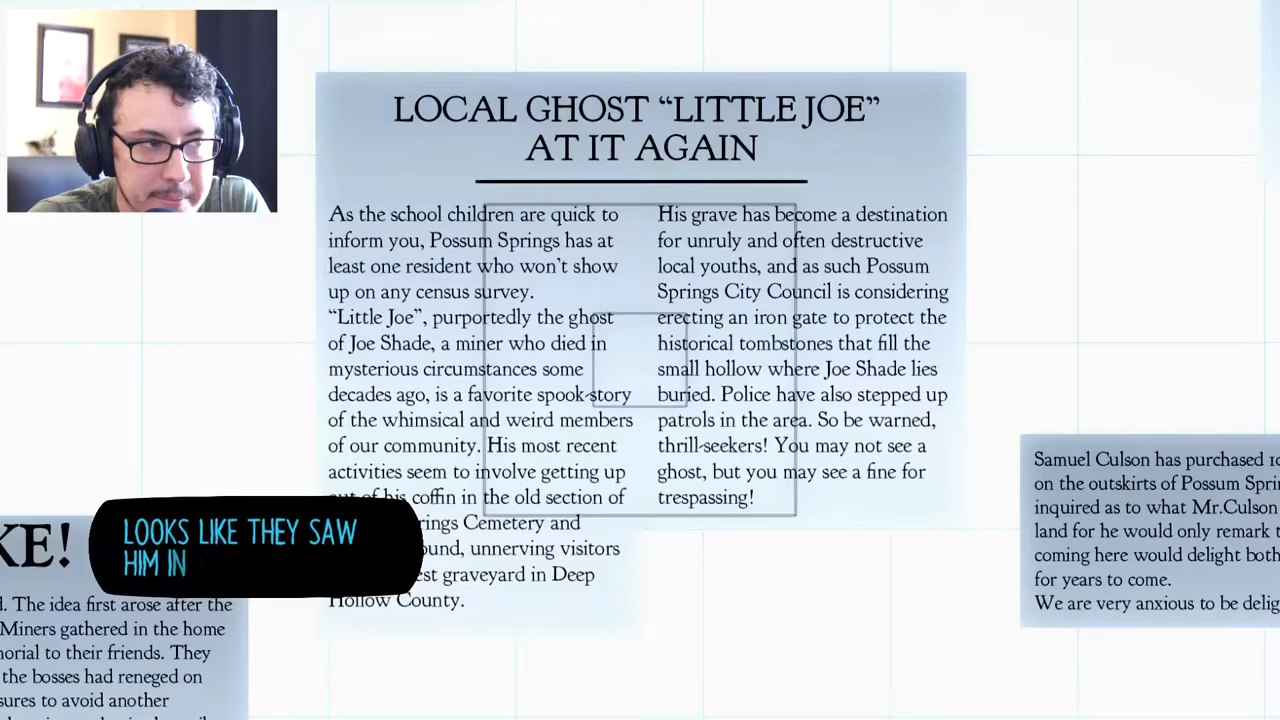 LOCAL GHOST “LITTLE JOE”
AT IT AGAIN
As the school children are quick to
inform you, Possum Springs has at
least one resident who won't show
up on any census survey.
“Little Joe”, purportedly the ghost
of Joe Shade, a miner who died in
mysterious circumstances some
decades ago, is a favorite spook-story
of the whimsical and weird members
of our community. His most recent
activities seem to involve getting up
out of his coffin in the old section of
rings Cemetery and
ound, unnerving visitors
est graveyard in Deep
Hollow County.
His grave has become a destination
for unruly and often destructive
local youths, and as such Possum
Springs City Council is considering
erecting an iron gate to protect the
historical tombstones that fill the
small hollow where Joe Shade lies
buried. Police have also stepped up
patrols in the area. So be warned,
thrill-seekers! You may not see a
ghost, but you may see a fine for
trespassing!
LOOKS LIKE THEY SAW
HIM IN
KE!
d. The idea first arose after the
Miners gathered in the home
morial to their friends. They
the bosses had reneged on
sures to avoid another
Samuel Culson has purchased
on the outskirts of Possum Sprin
inquired as to what Mr.Culson
land for he would only remark t
coming here would delight both
for years to come.
We are very anxious to be delig